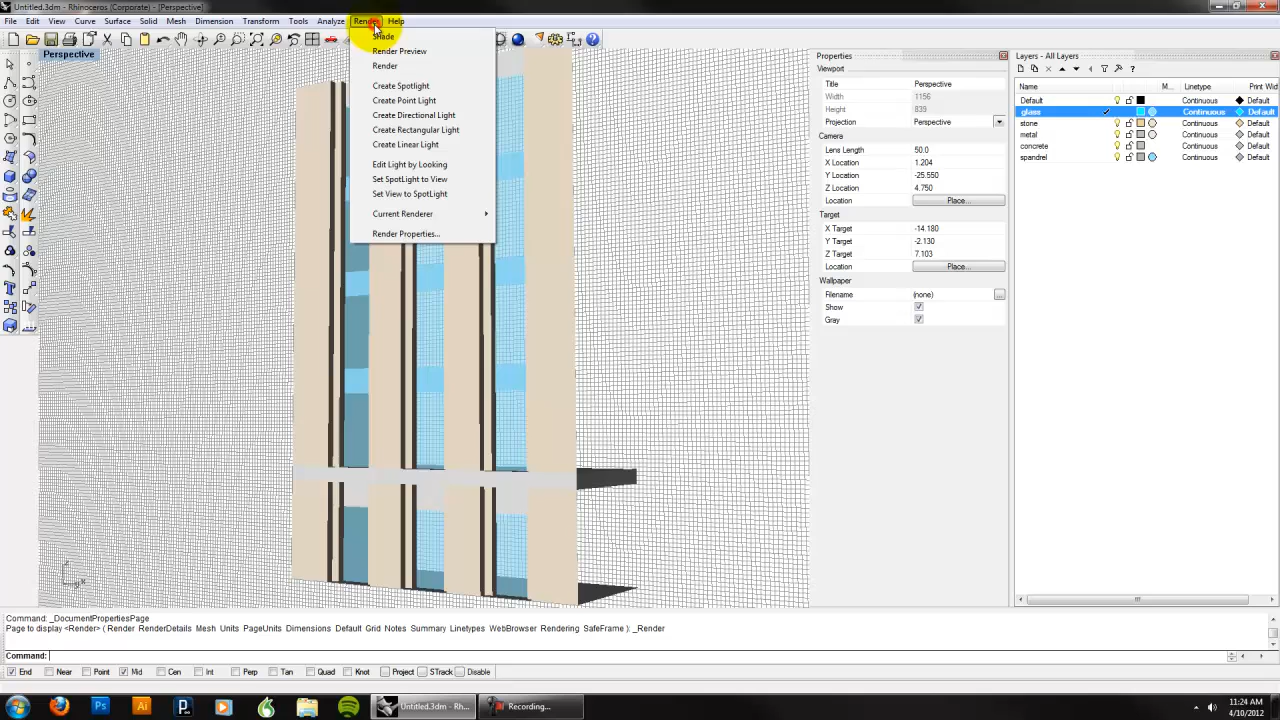 Untitled.3dm - Rhinoceros (Corporate) - [Perspective]
File Edit View Curve Surface Solid Mesh Dimension Transform Tools Analyze Render Help
Perspective
Shade
Render Preview
Render
Create Spotlight
Create Point Light
Create Directional Light
Create Rectangular Light
Create Linear Light
Edit Light by Looking
Set SpotLight to View
Set View to SpotLight
Current Renderer
Render Properties...
Properties
Viewport
Title Perspective
Width 1156
Height 839
Projection Perspective
Camera
Lens Length 50.0
X Location 1.204
Y Location -25.550
Z Location 4.750
Location Place...
Target
X Target -14.180
Y Target -2.130
Z Target 7.103
Location Place...
Wallpaper
Filename (none) ...
Show
Gray
Layers - All Layers
Name M... Linetype Print Wid
Default Continuous Default
glass Continuous Default
stone Continuous Default
metal Continuous Default
concrete Continuous Default
spandrel Continuous Default
z y x
Command: _DocumentPropertiesPage
Page to display <Render> ( Render RenderDetails Mesh Units PageUnits Dimensions Default Grid Notes Summary Linetypes WebBrowser Rendering SafeFrame ): _Render
Command:
End Near Point Mid Cen Int Perp Tan Quad Knot Project STrack Disable
Ps Ai Untitled.3dm - Rh... Recording...
11:24 AM
4/10/2012